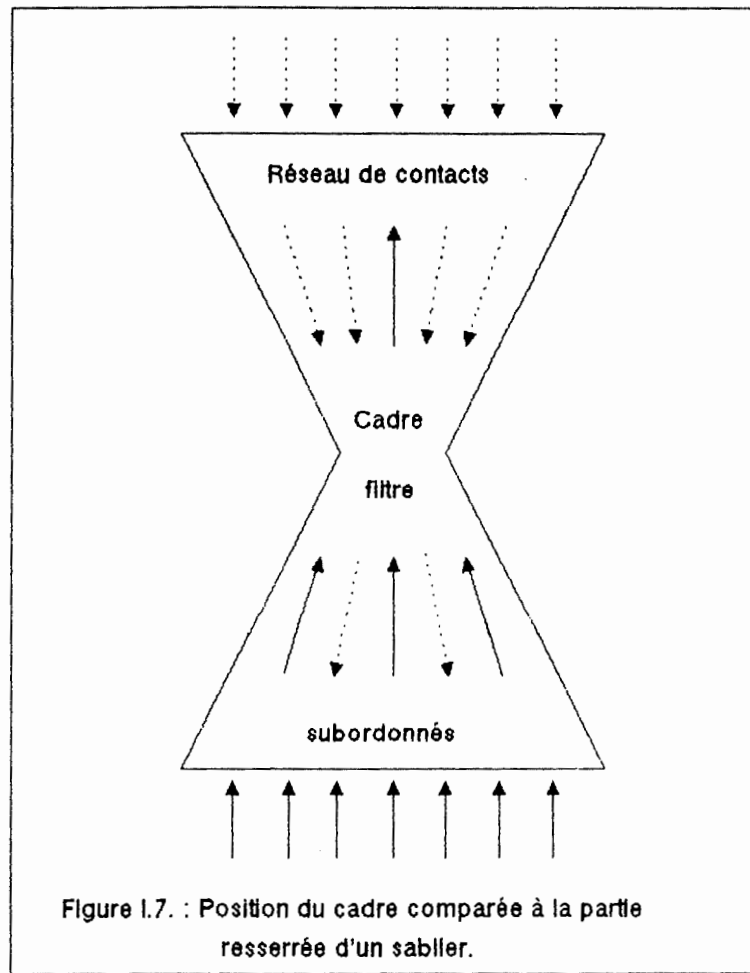 Réseau de contacts
Cadre
filtre
subordonnés
Figure I.7. : Position du cadre comparée à la partie
resserrée d'un sablier.